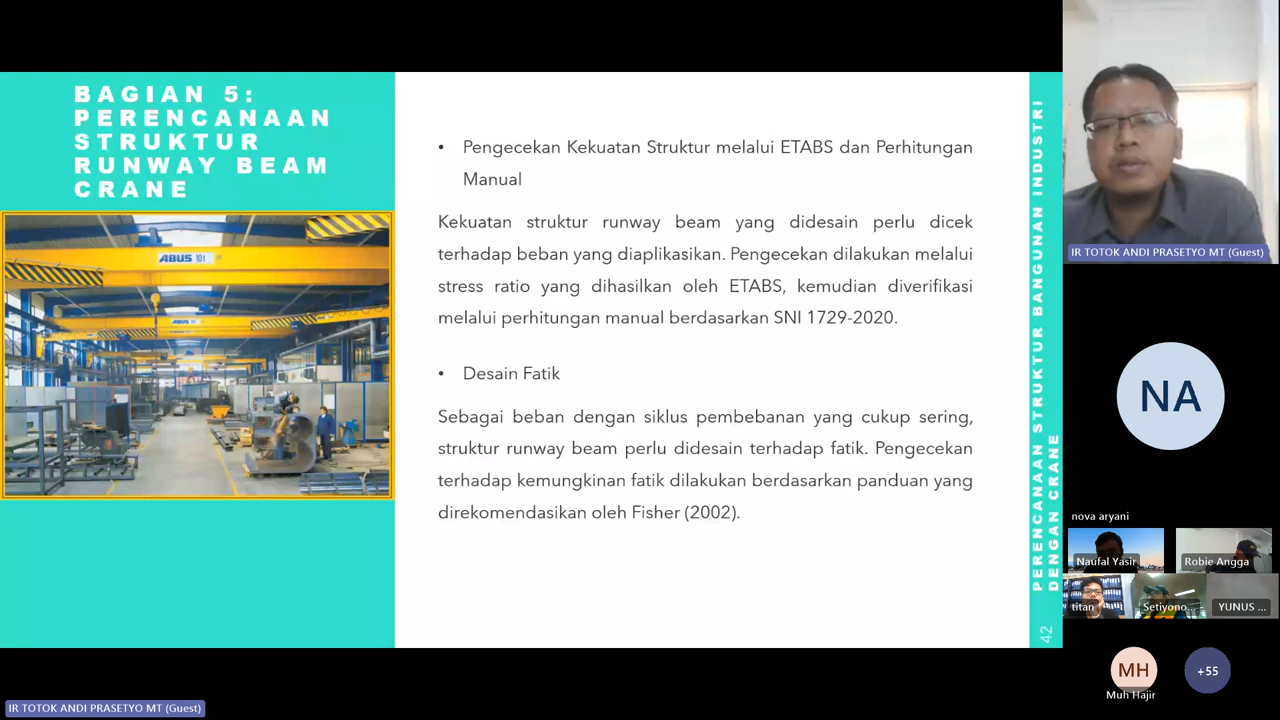 BAGIAN 5:
PERENCANAAN
STRUKTUR
RUNWAY BEAM
CRANE
ABUS 10t
ABUS
• Pengecekan Kekuatan Struktur melalui ETABS dan Perhitungan
Manual
Kekuatan struktur runway beam yang didesain perlu dicek
terhadap beban yang diaplikasikan. Pengecekan dilakukan melalui
stress ratio yang dihasilkan oleh ETABS, kemudian diverifikasi
melalui perhitungan manual berdasarkan SNI 1729-2020.
• Desain Fatik
Sebagai beban dengan siklus pembebanan yang cukup sering,
struktur runway beam perlu didesain terhadap fatik. Pengecekan
terhadap kemungkinan fatik dilakukan berdasarkan panduan yang
direkomendasikan oleh Fisher (2002).
PERENCANAAN STRUKTUR BANGUNAN INDUSTRI
DENGAN CRANE
42
IR TOTOK ANDI PRASETYO MT (Guest)
NA
nova aryani
Naufal Yasir
Robie Angga
titan
Setiyono...
YUNUS ...
MH
Muh Hajir
+55
IR TOTOK ANDI PRASETYO MT (Guest)